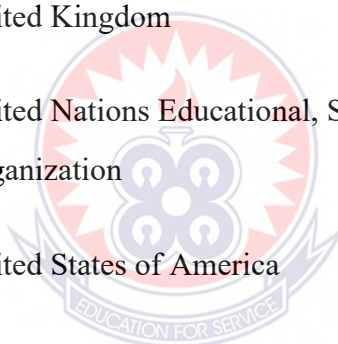 ited Kingdom
ited Nations Educational, S
ganization
ited States of America
EDUCATION FOR SERVICE